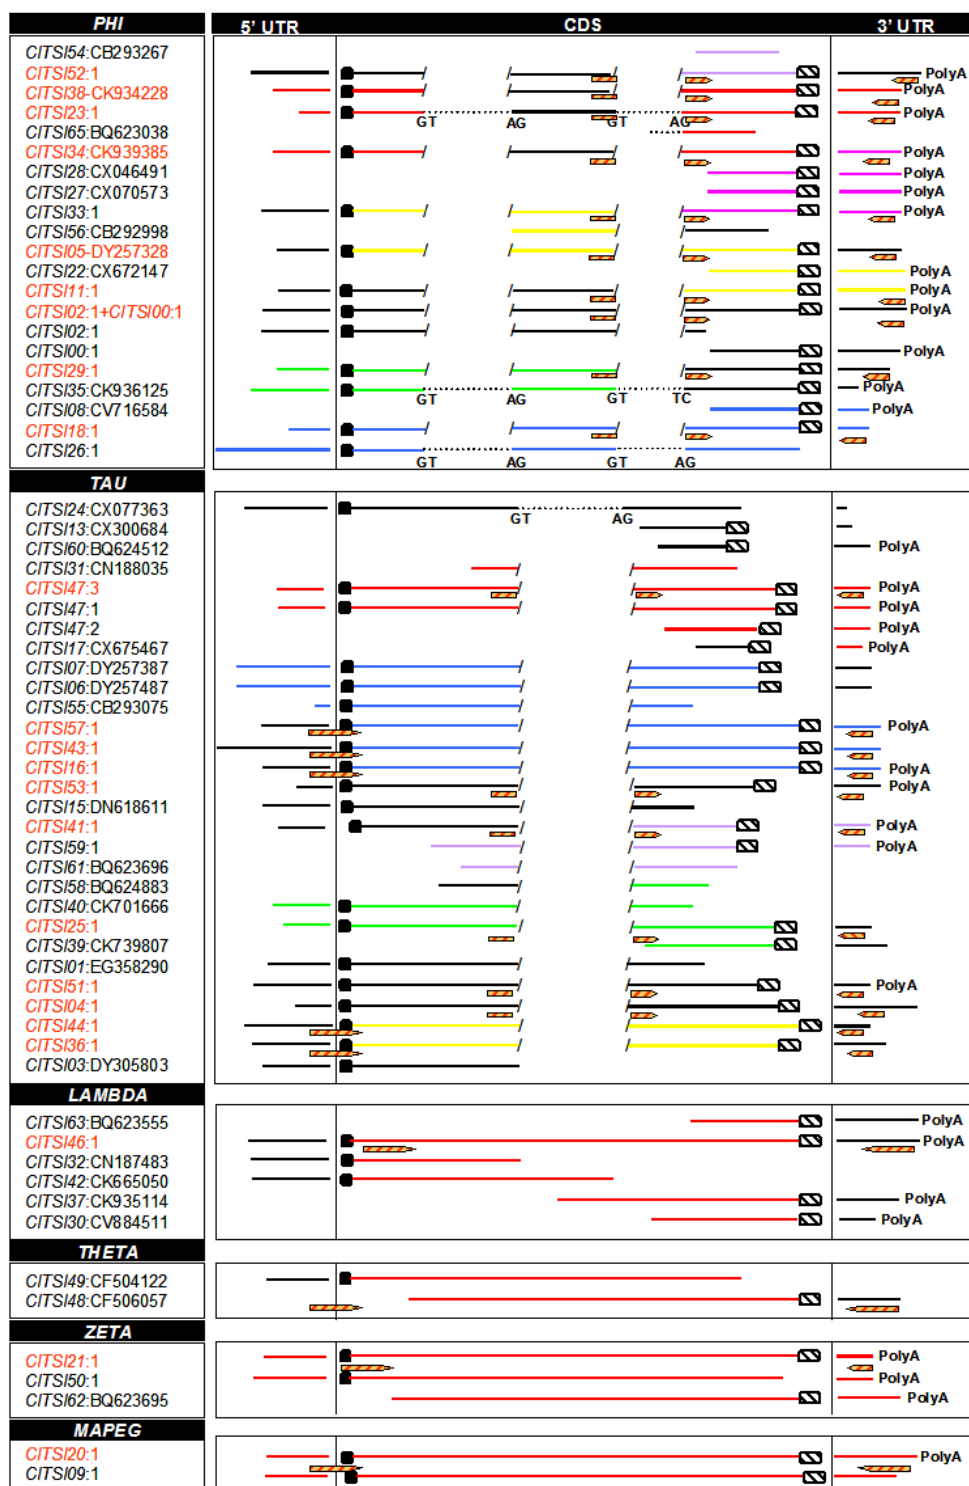 PHI 5' UTR CDS 3' UTR
CITSI54:CB293267
CITSI52:1 PolyA
CITSI38-CK934228 PolyA
CITSI23:1 PolyA
GT AG GT AG
CITSI65:BQ623038
CITSI34:CK939385 PolyA
CITSI28:CX046491 PolyA
CITSI27:CX070573 PolyA
CITSI33:1 PolyA
CITSI56:CB292998
CITSI05-DY257328
CITSI22:CX672147 PolyA
CITSI11:1 PolyA
CITSI02:1+CITSI00:1 PolyA
CITSI02:1
CITSI00:1 PolyA
CITSI29:1
CITSI35:CK936125 PolyA
GT AG GT TC
CITSI08:CV716584 PolyA
CITSI18:1
CITSI26:1
GT AG GT AG
TAU
CITSI24:CX077363
GT AG
CITSI13:CX300684
CITSI60:BQ624512 PolyA
CITSI31:CN188035
CITSI47:3 PolyA
CITSI47:1 PolyA
CITSI47:2 PolyA
CITSI17:CX675467 PolyA
CITSI07:DY257387
CITSI06:DY257487
CITSI55:CB293075
CITSI57:1 PolyA
CITSI43:1
CITSI16:1 PolyA
CITSI53:1 PolyA
CITSI15:DN618611
CITSI41:1 PolyA
CITSI59:1 PolyA
CITSI61:BQ623696
CITSI58:BQ624883
CITSI40:CK701666
CITSI25:1
CITSI39:CK739807
CITSI01:EG358290
CITSI51:1 PolyA
CITSI04:1
CITSI44:1
CITSI36:1
CITSI03:DY305803
LAMBDA
CITSI63:BQ623555 PolyA
CITSI46:1 PolyA
CITSI32:CN187483
CITSI42:CK665050
CITSI37:CK935114 PolyA
CITSI30:CV884511 PolyA
THETA
CITSI49:CF504122
CITSI48:CF506057
ZETA
CITSI21:1 PolyA
CITSI50:1 PolyA
CITSI62:BQ623695 PolyA
MAPEG
CITSI20:1 PolyA
CITSI09:1